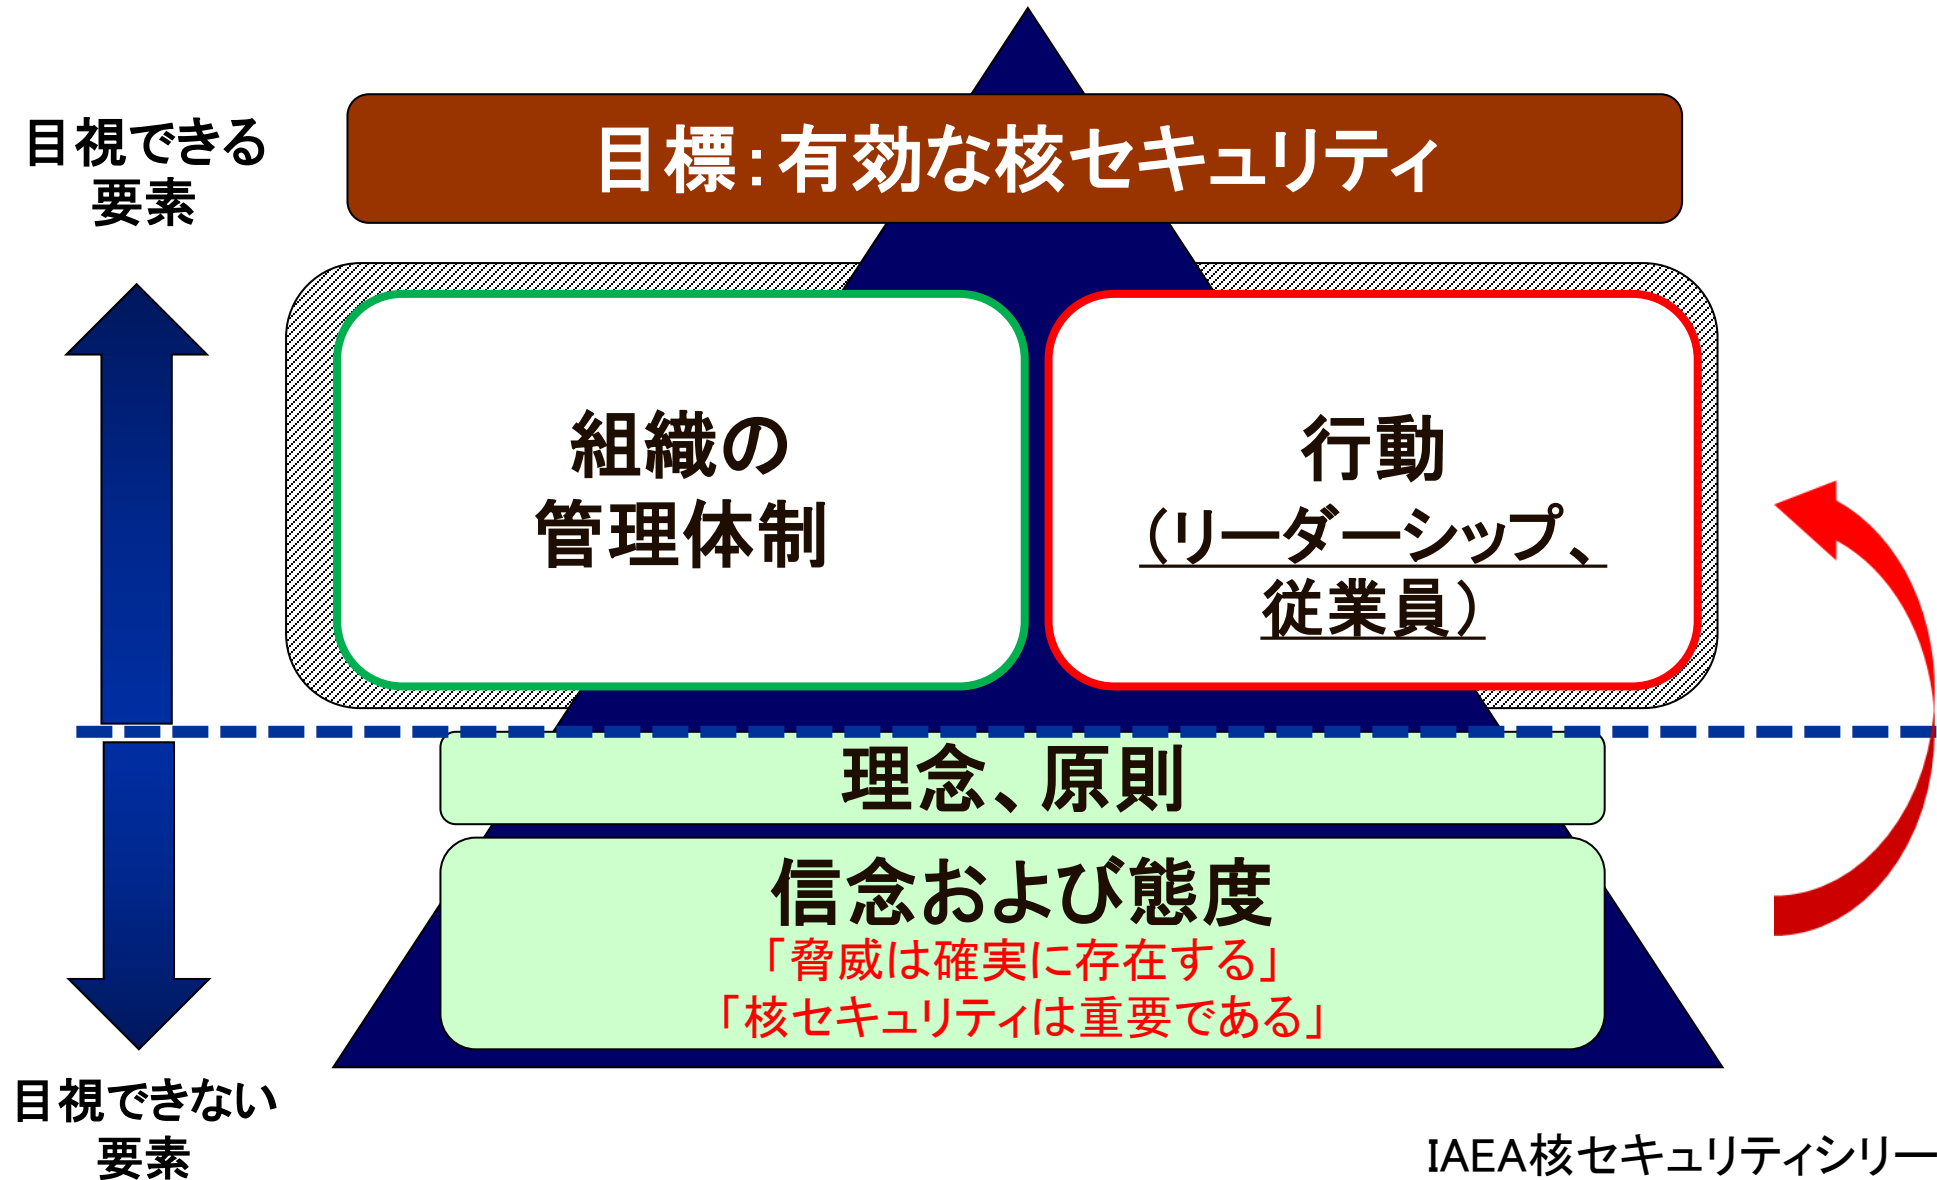 目視できる
要素
目標：有効な核セキュリティ
組織の
管理体制
行動
（リーダーシップ、
従業員）
理念、原則
信念および態度
「脅威は確実に存在する」
「核セキュリティは重要である」
目視できない
要素
IAEA核セキュリティシリー